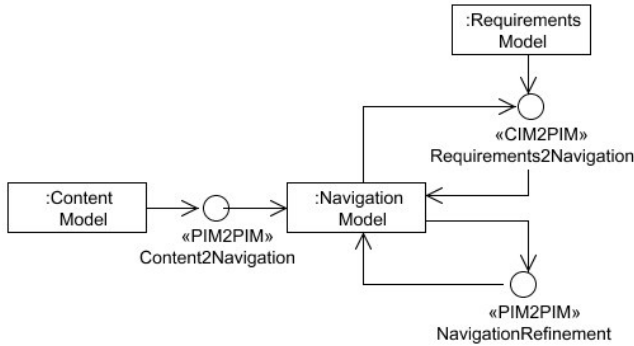 :Requirements
Model
«CIM2PIM»
Requirements2Navigation
:Content
Model
«PIM2PIM»
Content2Navigation
:Navigation
Model
«PIM2PIM»
NavigationRefinement